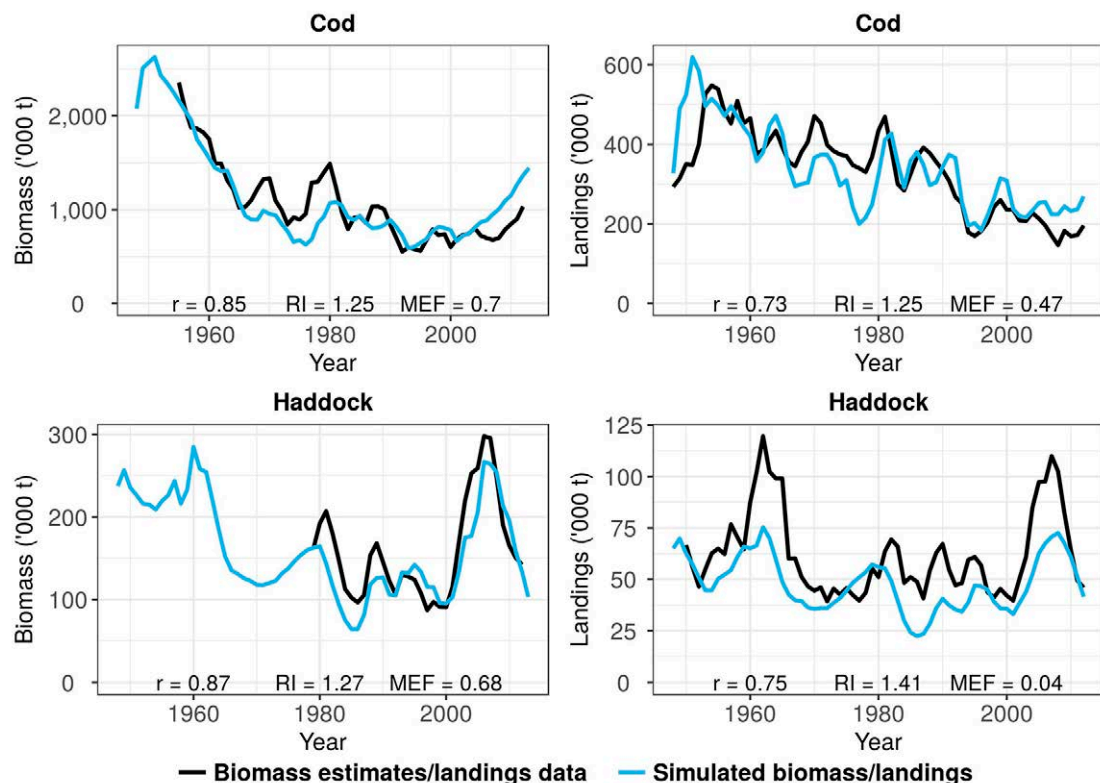 Cod
Biomass ('000 t)
2,000
1,000
0
r = 0.85 RI = 1.25 MEF = 0.7
1960 1980 2000
Year
Cod
Landings ('000 t)
600
400
200
0
r = 0.73 RI = 1.25 MEF = 0.47
1960 1980 2000
Year
Haddock
Biomass ('000 t)
300
200
100
0
r = 0.87 RI = 1.27 MEF = 0.68
1960 1980 2000
Year
Haddock
Landings ('000 t)
125
100
75
50
25
0
r = 0.75 RI = 1.41 MEF = 0.04
1960 1980 2000
Year
Biomass estimates/landings data Simulated biomass/landings